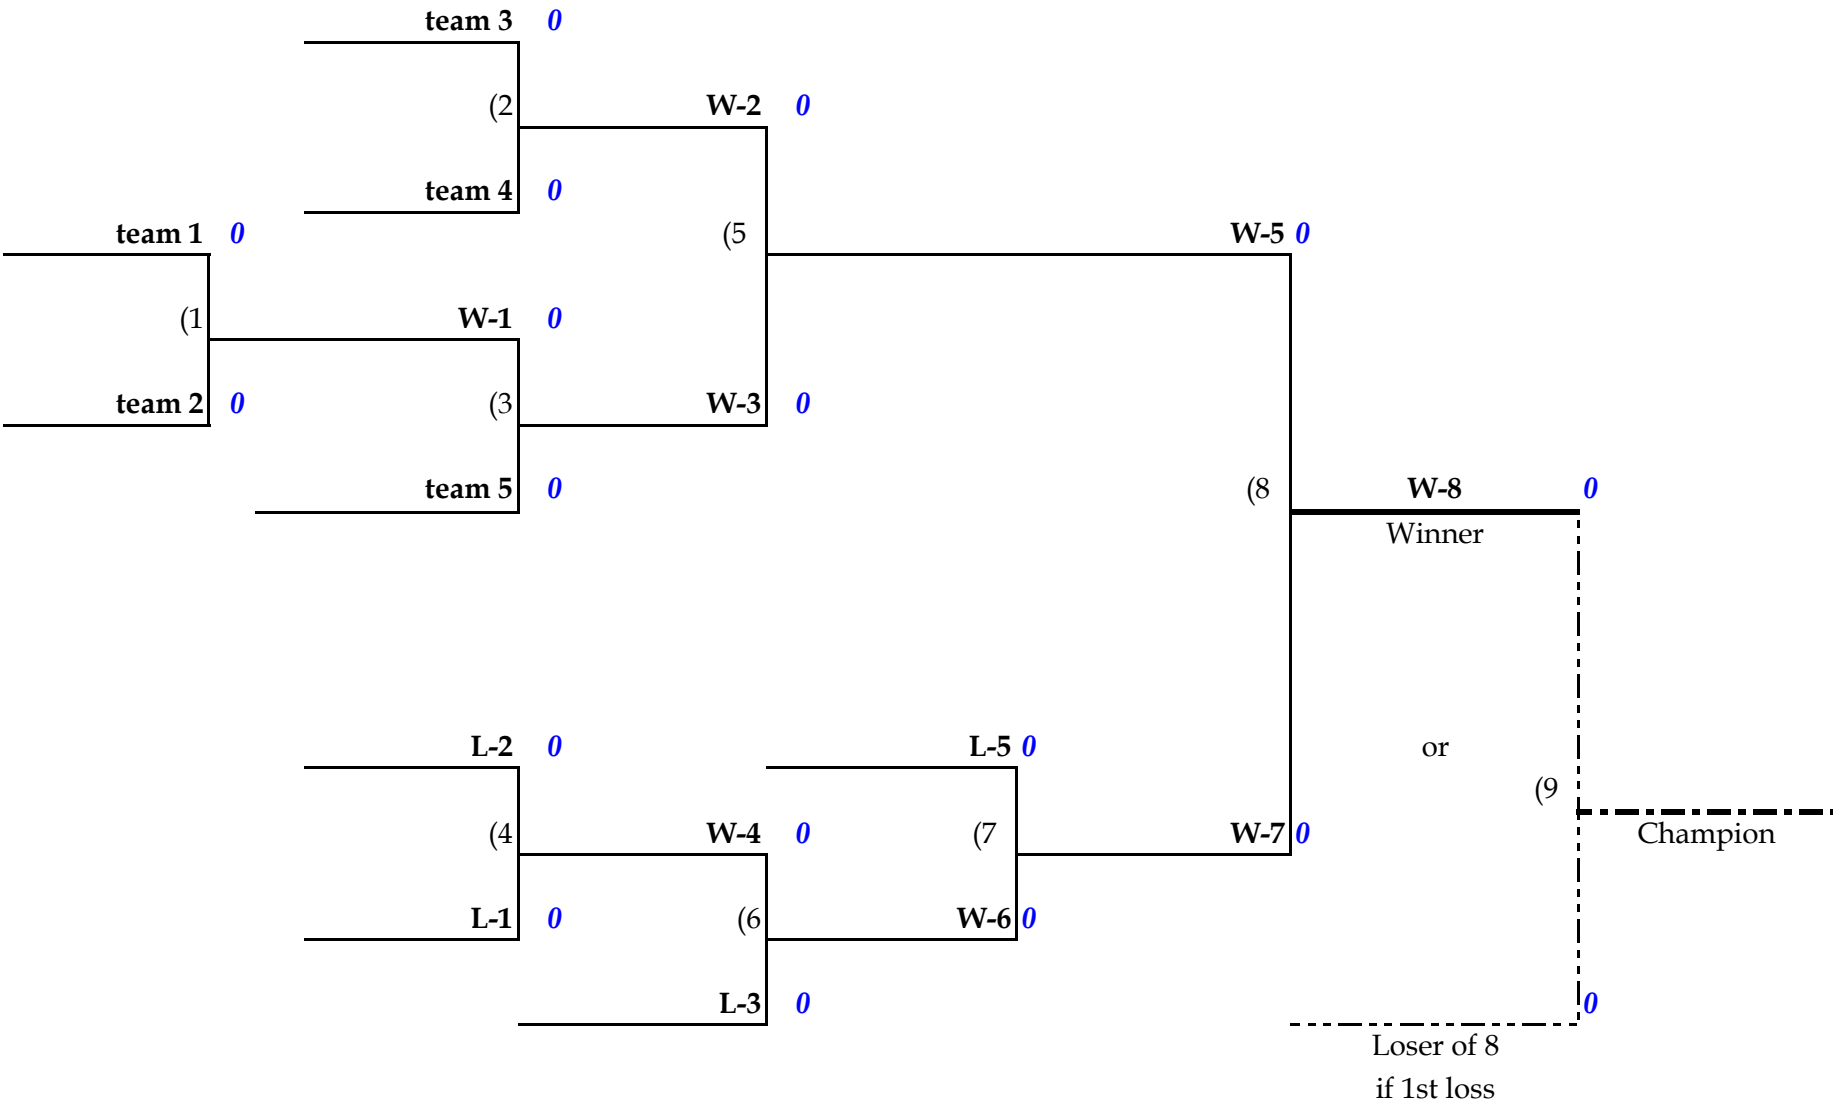 team 3 0
(2 W-2 0
team 4 0
team 1 0 (5 W-5 0
(1 W-1 0
team 2 0 (3 W-3 0
team 5 0 (8 W-8 0
Winner
L-2 0 L-5 0 or
(9
(4 W-4 0 (7 W-7 0 Champion
L-1 0 (6 W-6 0
L-3 0 0
Loser of 8
if 1st loss